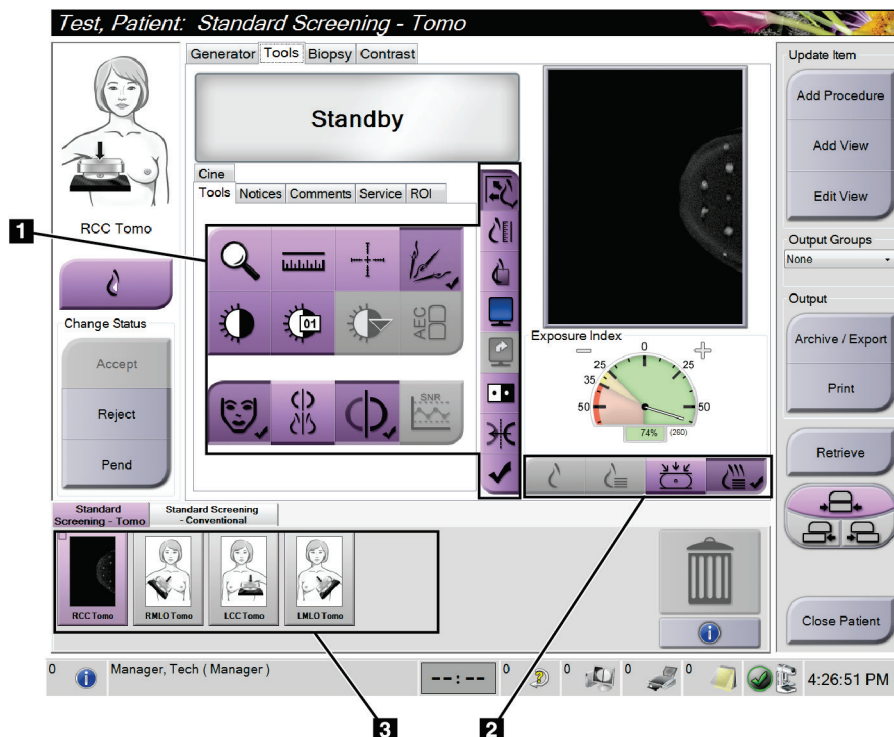 Test, Patient: Standard Screening - Tomo
Generator Tools Biopsy Contrast
Standby
Cine
Tools Notices Comments Service ROI
01
AEC
SNR
RCC Tomo
Change Status
Accept
Reject
Pend
Exposure Index
0
25 25
35
50 50
74% (260)
Update Item
Add Procedure
Add View
Edit View
Output Groups
None
Output
Archive / Export
Print
Retrieve
Close Patient
1
Standard Screening - Tomo
Standard Screening - Conventional
RCC Tomo
RMLO Tomo
LCC Tomo
LMLO Tomo
0 Manager, Tech ( Manager ) --:-- 0 0 0 0 4:26:51 PM
3 2